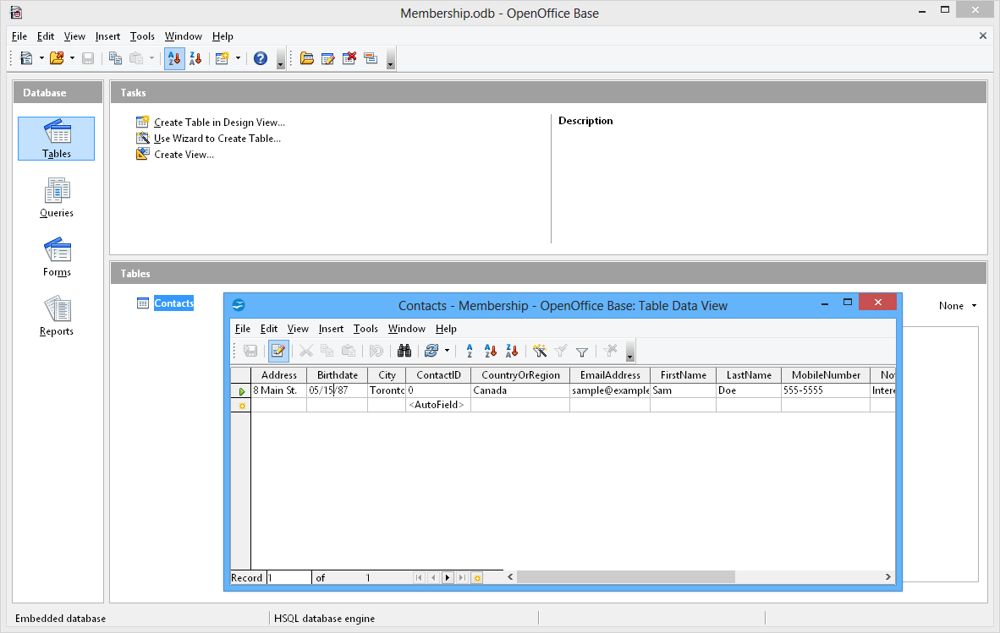 Membership.odb - OpenOffice Base
File Edit View Insert Tools Window Help
Database
Tables
Queries
Forms
Reports
Tasks
Create Table in Design View...
Use Wizard to Create Table...
Create View...
Description
Tables
Contacts
None
Contacts - Membership - OpenOffice Base: Table Data View
File Edit View Insert Tools Window Help
Address Birthdate City ContactID CountryOrRegion EmailAddress FirstName LastName MobileNumber Not
8 Main St. 05/15/87 Toronto 0 Canada sample@example Sam Doe 555-5555 Intere
<AutoField>
Record 1 of 1
Embedded database HSQL database engine